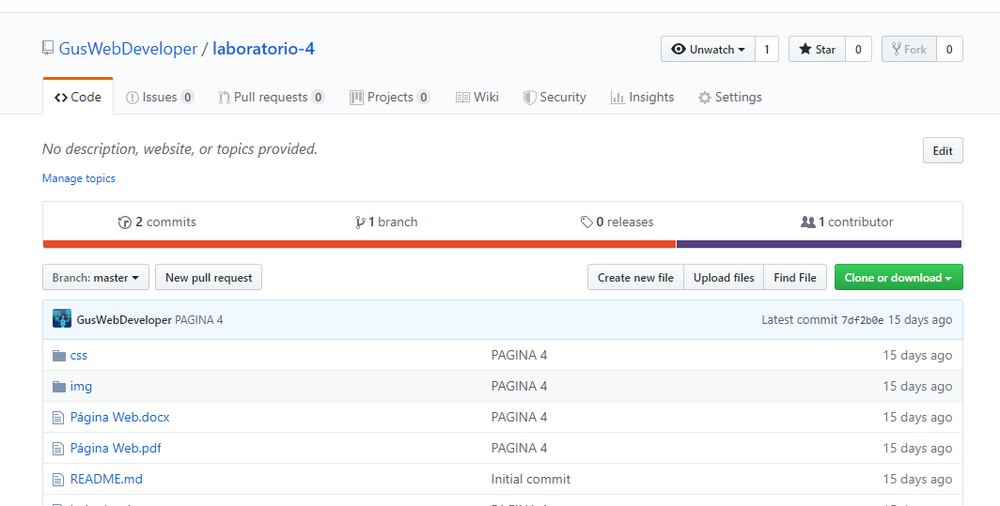 GusWebDeveloper / laboratorio-4
Unwatch 1 Star 0 Fork 0
Code Issues 0 Pull requests 0 Projects 0 Wiki Security Insights Settings
No description, website, or topics provided. Edit
Manage topics
2 commits 1 branch 0 releases 1 contributor
Branch: master New pull request Create new file Upload files Find File Clone or download
GusWebDeveloper PAGINA 4 Latest commit 7df2b0e 15 days ago
css PAGINA 4 15 days ago
img PAGINA 4 15 days ago
Página Web.docx PAGINA 4 15 days ago
Página Web.pdf PAGINA 4 15 days ago
README.md Initial commit 15 days ago